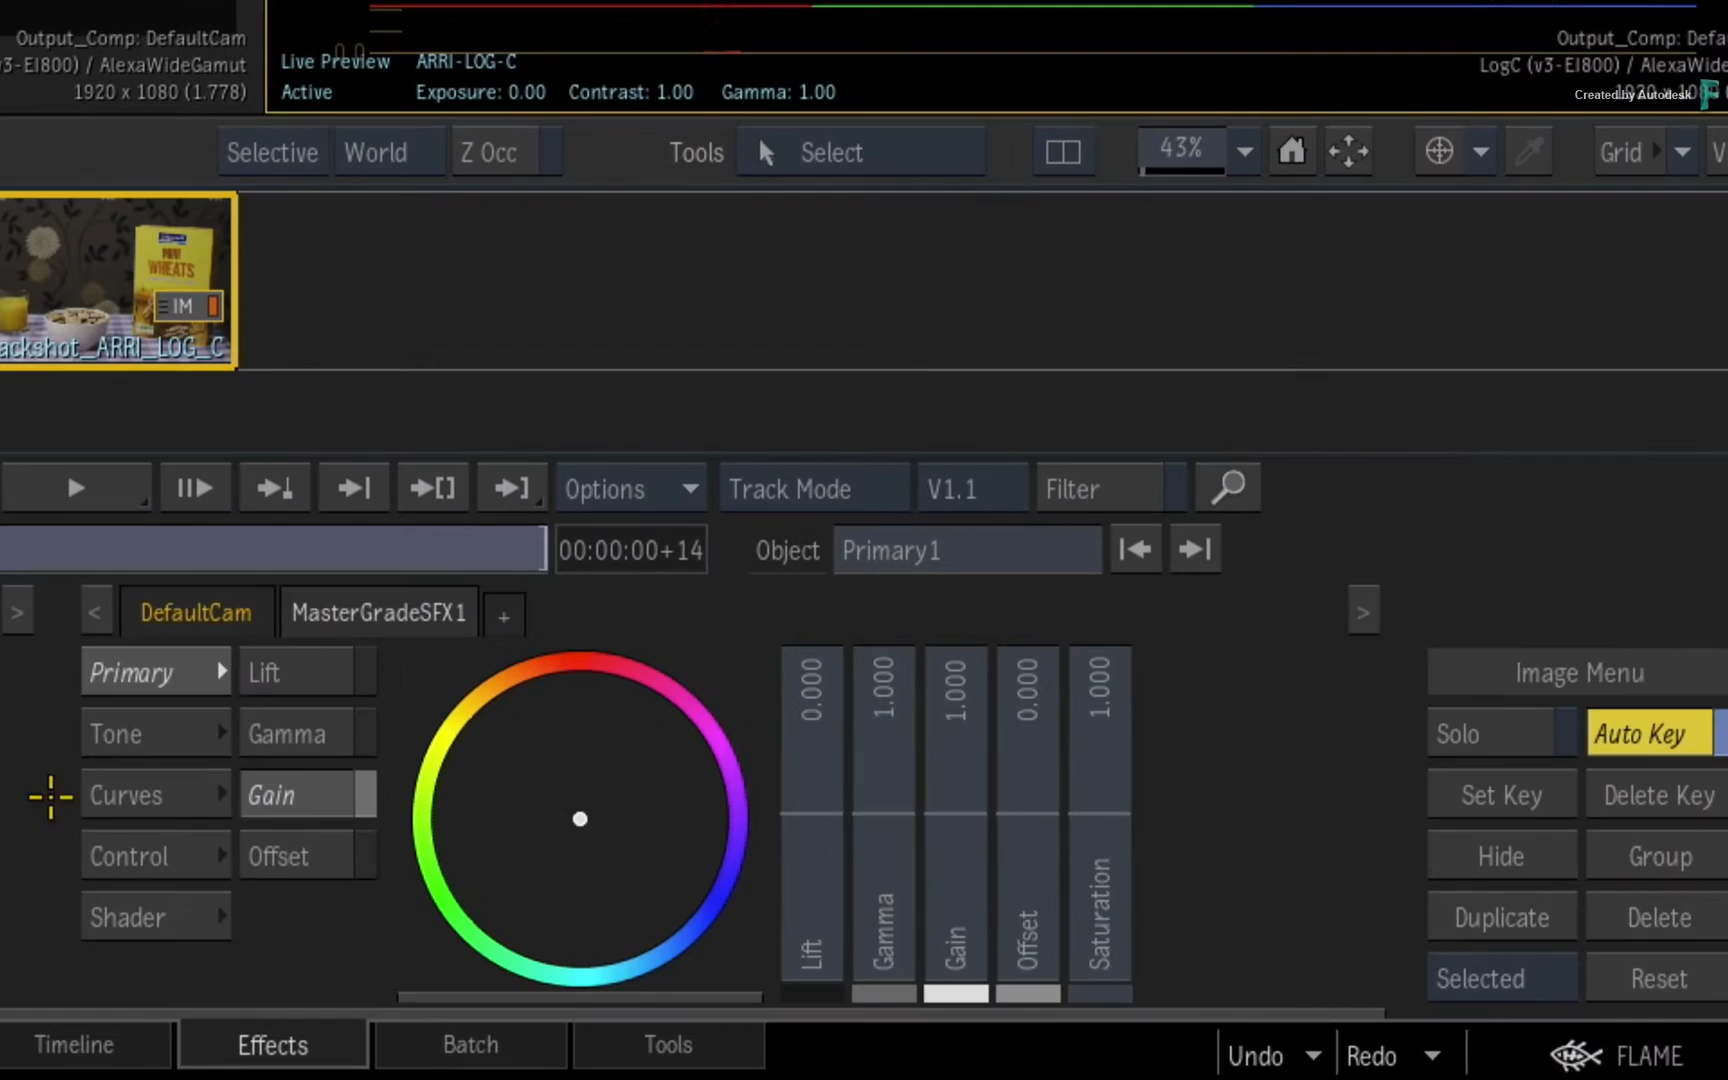 Output_Comp: DefaultCam
v3-EI800) / AlexaWideGamut
1920 x 1080 (1.778)
0.0
Live Preview ARRI-LOG-C
Active Exposure: 0.00 Contrast: 1.00 Gamma: 1.00
Output_Comp: Defa
LogC (v3-EI800) / AlexaWide
Created by Autodesk
Selective World Z Occ Tools Select 43% Grid V
MINI
WHEATS
IM
ackshot_ARRI_LOG_C
Options Track Mode V1.1 Filter
00:00:00+14 Object Primary1
> < DefaultCam MasterGradeSFX1 + >
Primary Lift
Tone Gamma
Curves Gain
Control Offset
Shader
0.000 1.000 1.000 0.000 1.000
Lift Gamma Gain Offset Saturation
Image Menu
Solo Auto Key
Set Key Delete Key
Hide Group
Duplicate Delete
Selected Reset
Timeline Effects Batch Tools Undo Redo FLAME